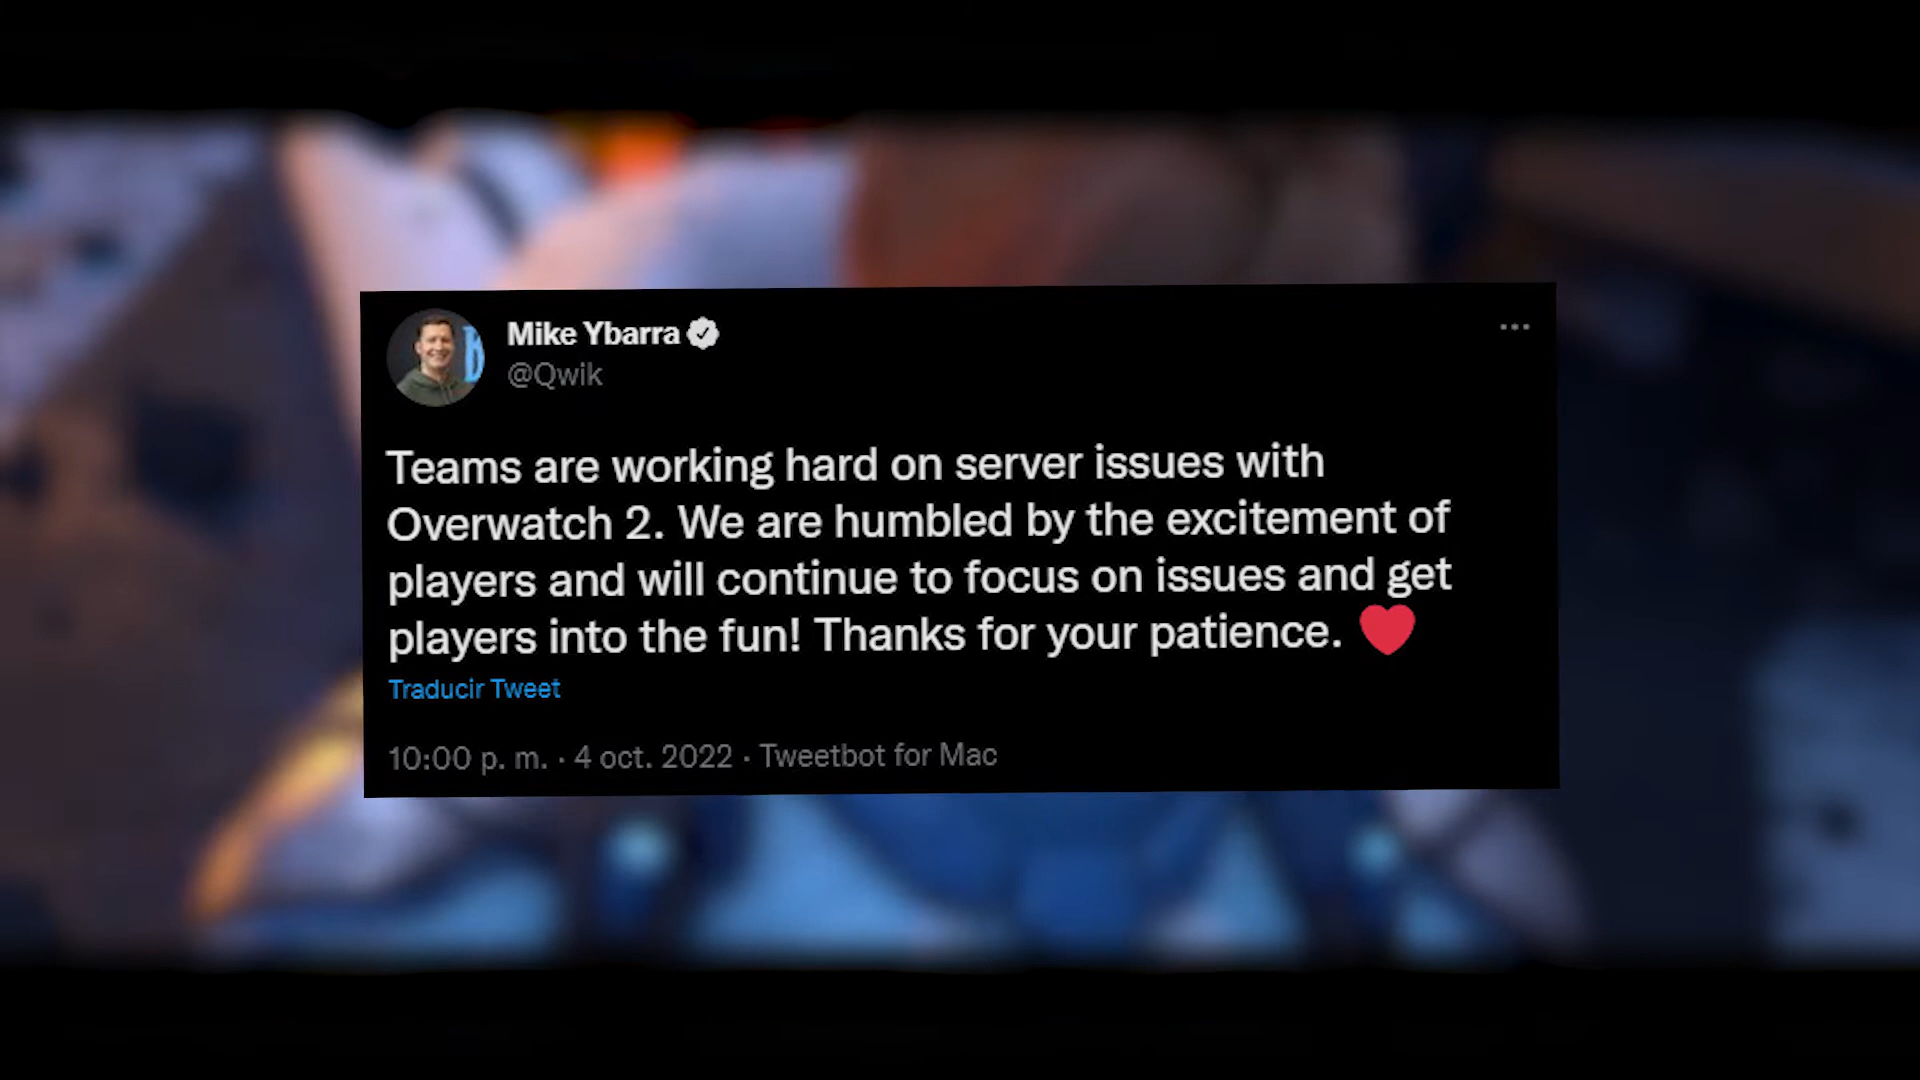 Mike Ybarra
@Qwik
Teams are working hard on server issues with
Overwatch 2. We are humbled by the excitement of
players and will continue to focus on issues and get
players into the fun! Thanks for your patience. ❤️
Traducir Tweet
10:00 p. m. · 4 oct. 2022 · Tweetbot for Mac